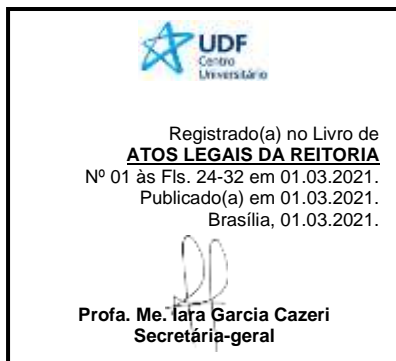 UDF
Centro
Universitário
Registrado(a) no Livro de
ATOS LEGAIS DA REITORIA
Nº 01 às Fls. 24-32 em 01.03.2021.
Publicado(a) em 01.03.2021.
Brasília, 01.03.2021.
Profa. Me. Iara Garcia Cazeri
Secretária-geral